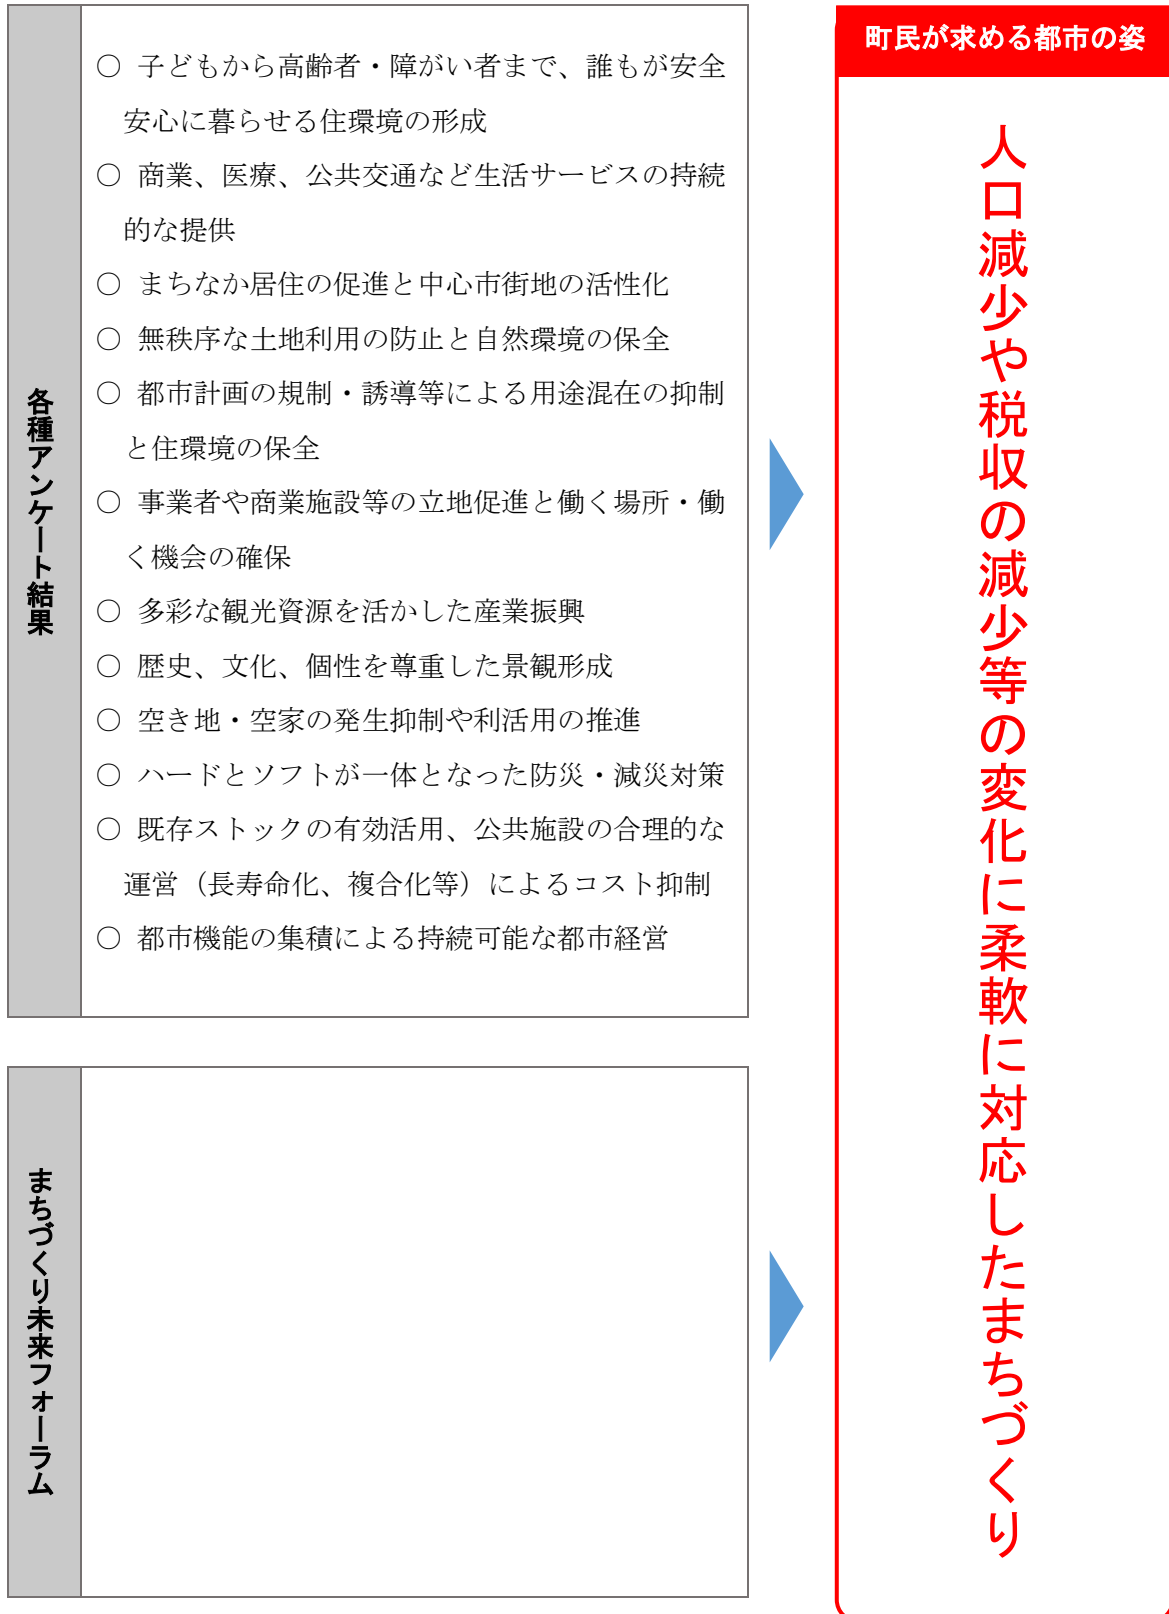 各種アンケート結果
○ 子どもから高齢者・障がい者まで、誰もが安全
安心に暮らせる住環境の形成
○ 商業、医療、公共交通など生活サービスの持続
的な提供
○ まちなか居住の促進と中心市街地の活性化
○ 無秩序な土地利用の防止と自然環境の保全
○ 都市計画の規制・誘導等による用途混在の抑制
と住環境の保全
○ 事業者や商業施設等の立地促進と働く場所・働
く機会の確保
○ 多彩な観光資源を活かした産業振興
○ 歴史、文化、個性を尊重した景観形成
○ 空き地・空家の発生抑制や利活用の推進
○ ハードとソフトが一体となった防災・減災対策
○ 既存ストックの有効活用、公共施設の合理的な
運営（長寿命化、複合化等）によるコスト抑制
○ 都市機能の集積による持続可能な都市経営
まちづくり未来フォーラム
町民が求める都市の姿
人口減少や税収の減少等の変化に柔軟に対応したまちづくり